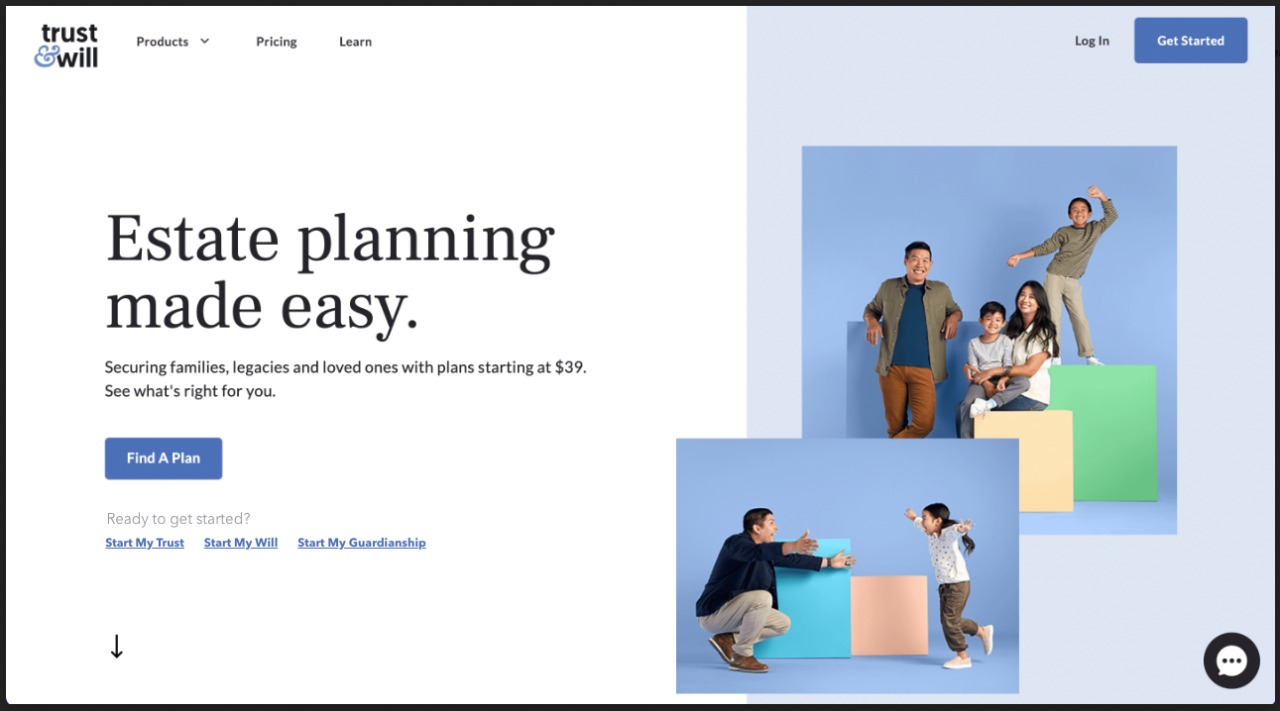 trust
&will
Products
Pricing
Learn
Log In
Get Started
Estate planning
made easy.
Securing families, legacies and loved ones with plans starting at $39.
See what's right for you.
Find A Plan
Ready to get started?
Start My Trust
Start My Will
Start My Guardianship